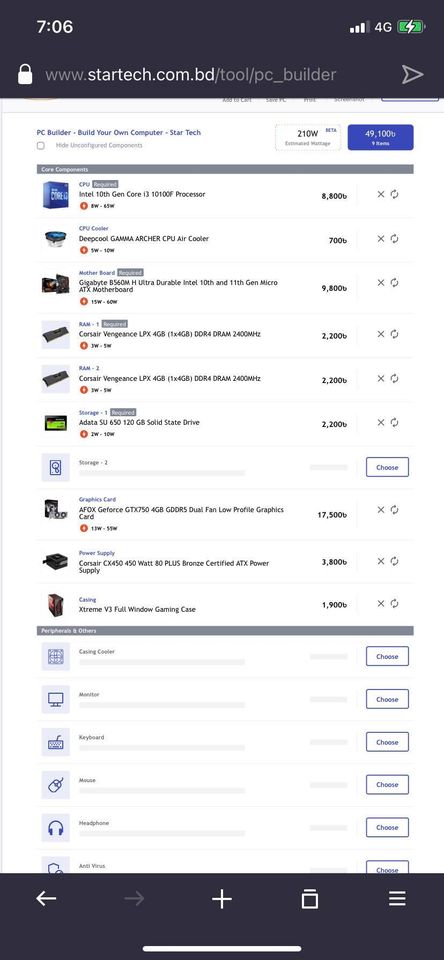 7:06
4G
www.startech.com.bd/tool/pc_builder
Add to Cart Save PC Print Screenshot
PC Builder - Build Your Own Computer - Star Tech
Hide Unconfigured Components
210W BETA
Estimated Wattage
49,100৳
9 Items
Core Components
CPU Required
Intel 10th Gen Core i3 10100F Processor
8W - 65W
8,800৳
CPU Cooler
Deepcool GAMMA ARCHER CPU Air Cooler
5W - 10W
700৳
Mother Board Required
Gigabyte B560M H Ultra Durable Intel 10th and 11th Gen Micro
ATX Motherboard
15W - 60W
9,800৳
RAM - 1 Required
Corsair Vengeance LPX 4GB (1x4GB) DDR4 DRAM 2400MHz
3W - 5W
2,200৳
RAM - 2
Corsair Vengeance LPX 4GB (1x4GB) DDR4 DRAM 2400MHz
3W - 5W
2,200৳
Storage - 1 Required
Adata SU 650 120 GB Solid State Drive
2W - 10W
2,200৳
Storage - 2
Choose
Graphics Card
AFOX Geforce GTX750 4GB GDDR5 Dual Fan Low Profile Graphics
Card
13W - 55W
17,500৳
Power Supply
Corsair CX450 450 Watt 80 PLUS Bronze Certified ATX Power
Supply
3,800৳
Casing
Xtreme V3 Full Window Gaming Case
1,900৳
Peripherals & Others
Casing Cooler
Choose
Monitor
Choose
Keyboard
Choose
Mouse
Choose
Headphone
Choose
Anti Virus
Choose